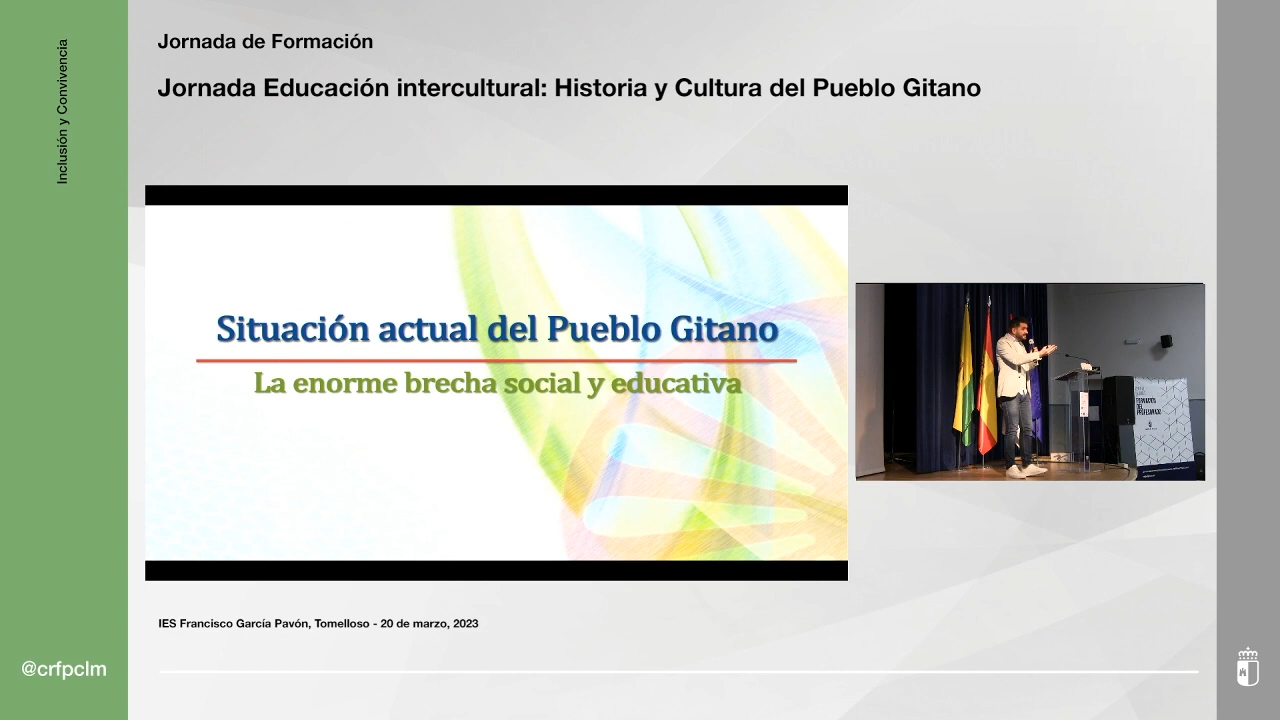 Inclusión y Convivencia
Jornada de Formación
Jornada Educación intercultural: Historia y Cultura del Pueblo Gitano
Situación actual del Pueblo Gitano
La enorme brecha social y educativa
IES Francisco García Pavón, Tomelloso - 20 de marzo, 2023
@crfpclm